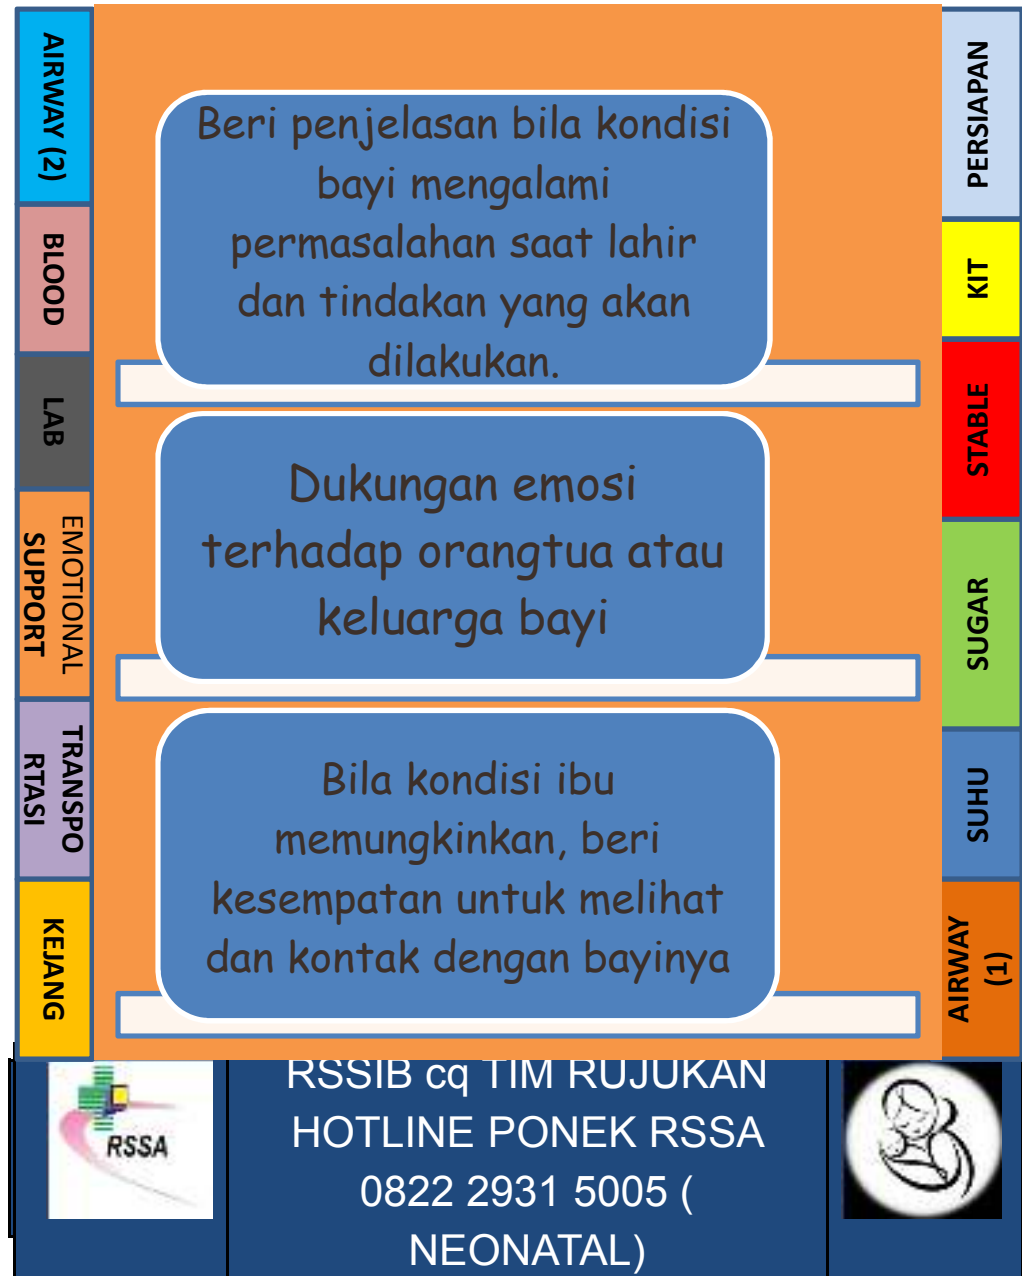 AIRWAY (2)
BLOOD
LAB
EMOTIONAL
SUPPORT
TRANSPO
RTASI
KEJANG
Beri penjelasan bila kondisi
bayi mengalami
permasalahan saat lahir
dan tindakan yang akan
dilakukan.
Dukungan emosi
terhadap orangtua atau
keluarga bayi
Bila kondisi ibu
memungkinkan, beri
kesempatan untuk melihat
dan kontak dengan bayinya
PERSIAPAN
KIT
STABLE
SUGAR
SUHU
AIRWAY
(1)
RSSA
RSSIB cq TIM RUJUKAN
HOTLINE PONEK RSSA
0822 2931 5005 (
NEONATAL)